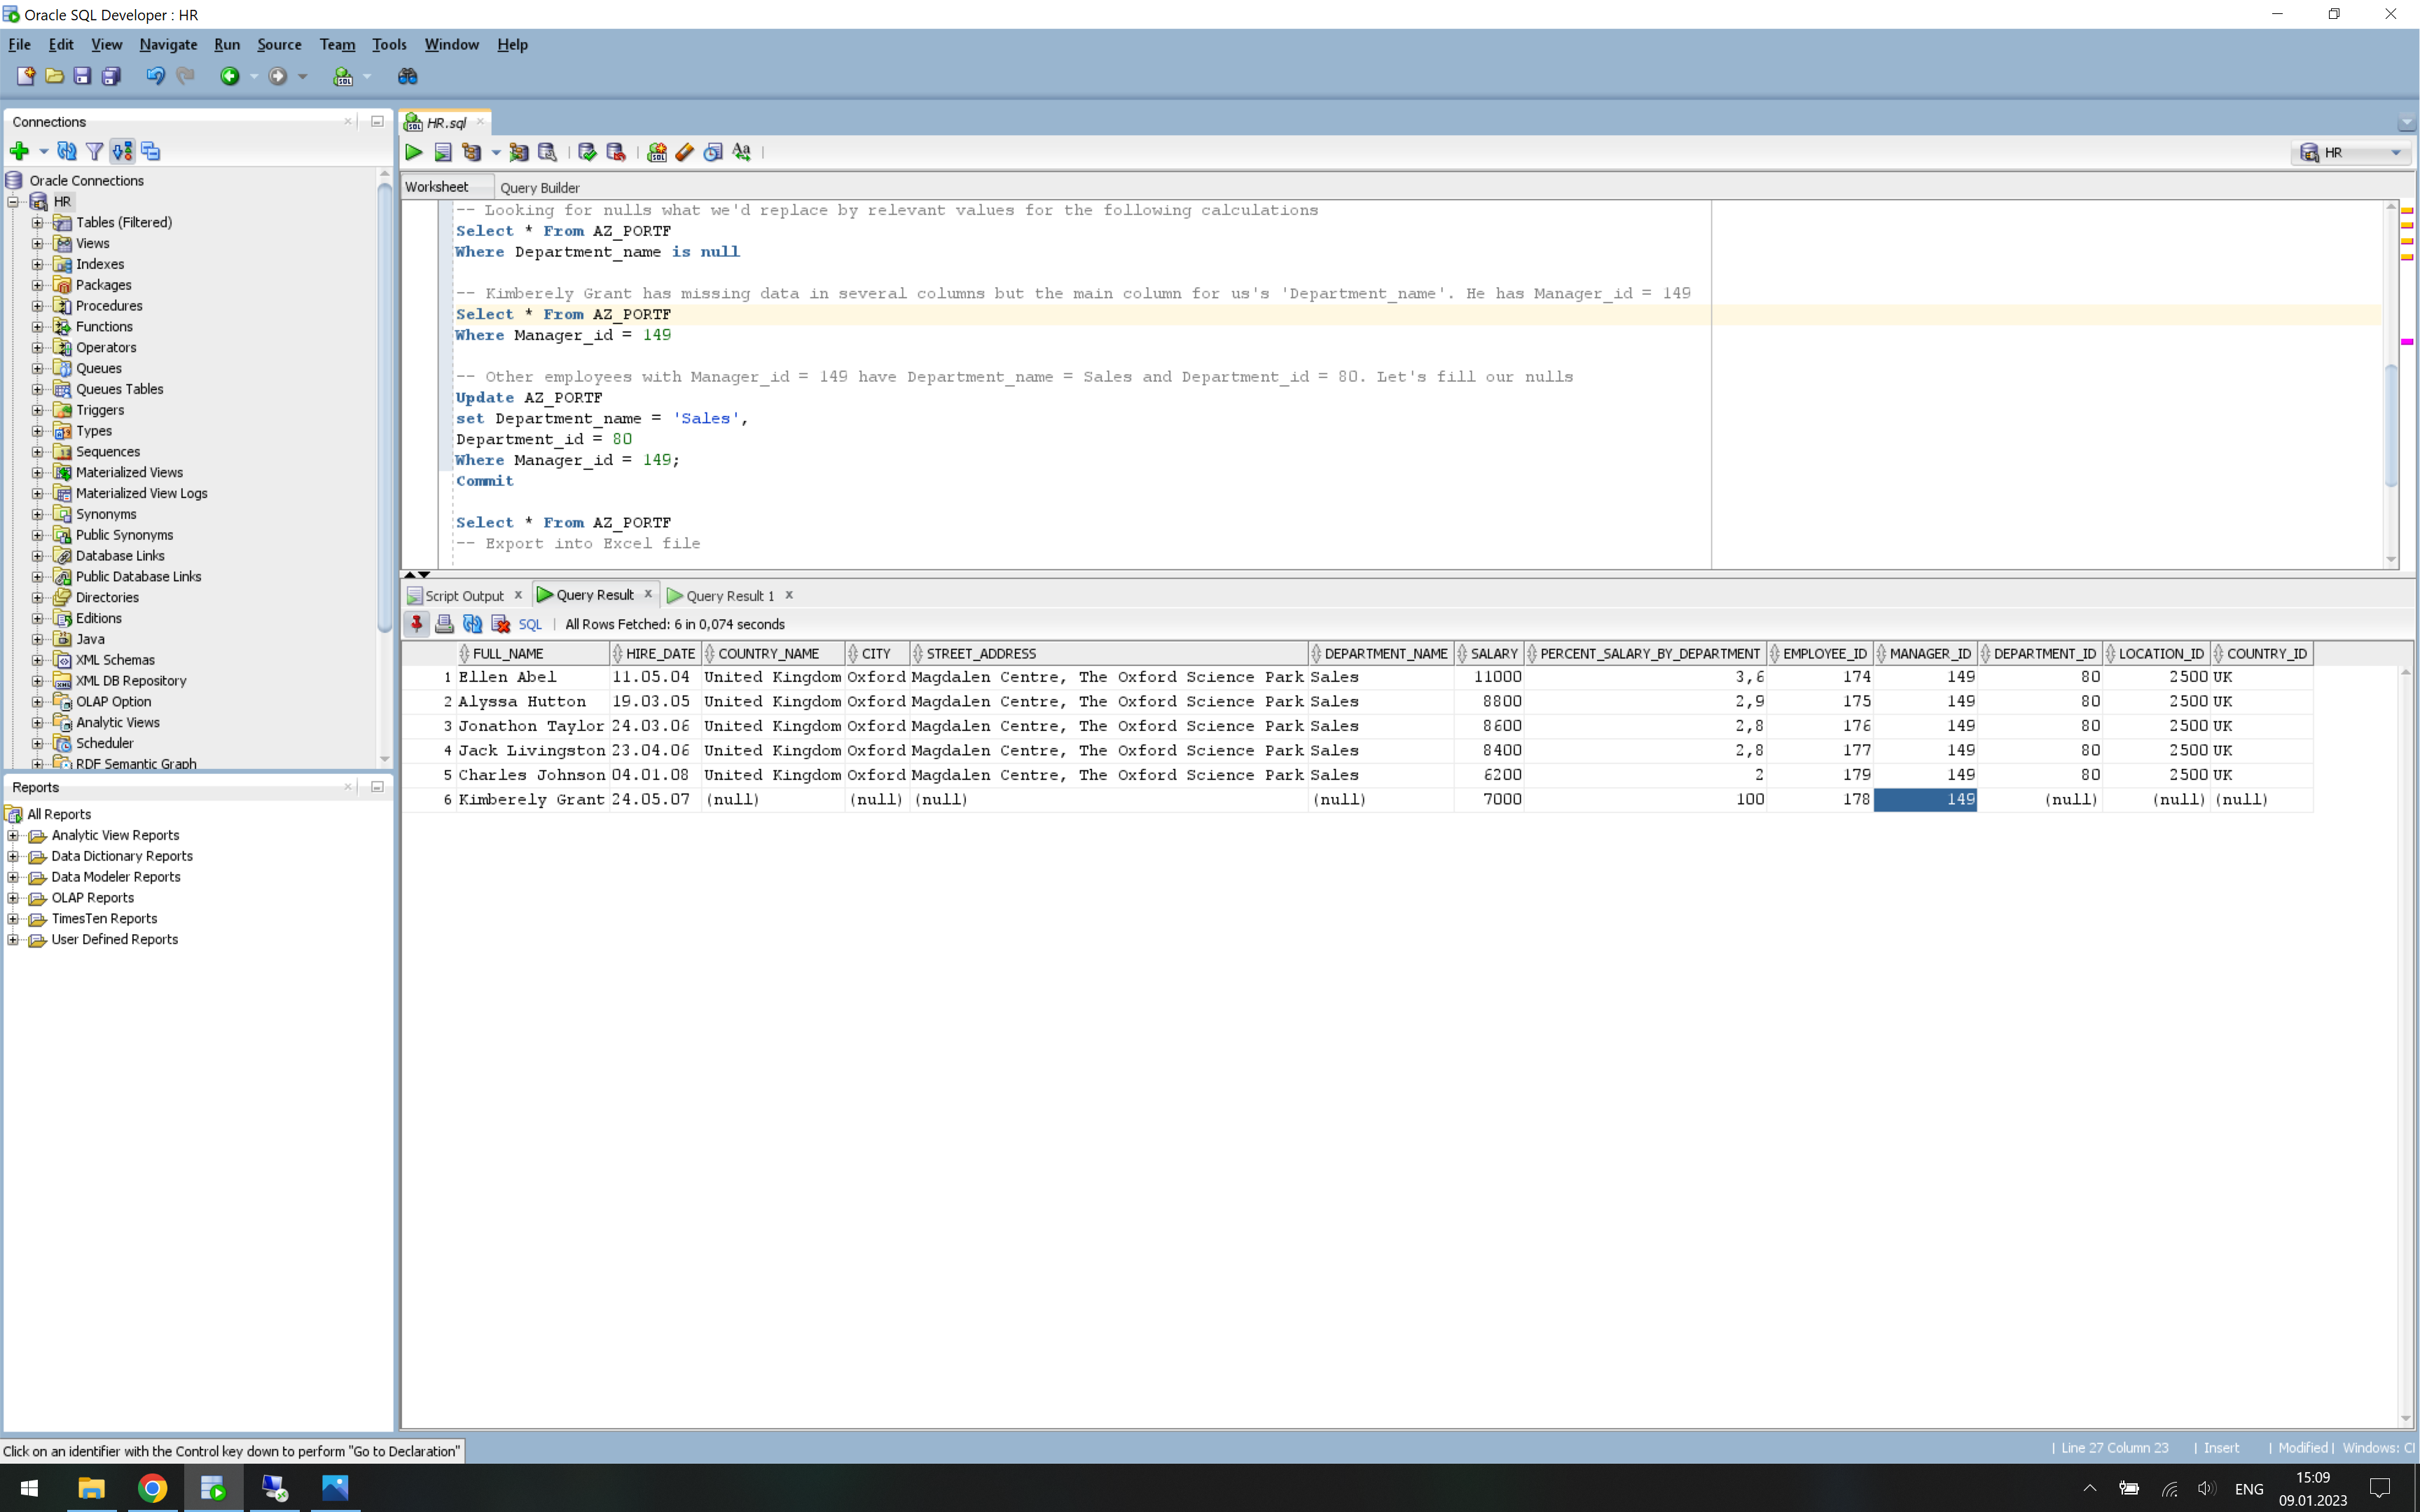 Oracle SQL Developer : HR
File Edit View Navigate Run Source Team Tools Window Help
Connections
Oracle Connections
HR
Tables (Filtered)
Views
Indexes
Packages
Procedures
Functions
Operators
Queues
Queues Tables
Triggers
Types
Sequences
Materialized Views
Materialized View Logs
Synonyms
Public Synonyms
Database Links
Public Database Links
Directories
Editions
Java
XML Schemas
XML DB Repository
OLAP Option
Analytic Views
Scheduler
RDF Semantic Graph
Reports
All Reports
Analytic View Reports
Data Dictionary Reports
Data Modeler Reports
OLAP Reports
TimesTen Reports
User Defined Reports
HR.sql
HR
Worksheet Query Builder
-- Looking for nulls what we'd replace by relevant values for the following calculations
Select * From AZ_PORTF
Where Department_name is null
-- Kimberely Grant has missing data in several columns but the main column for us's 'Department_name'. He has Manager_id = 149
Select * From AZ_PORTF
Where Manager_id = 149
-- Other employees with Manager_id = 149 have Department_name = Sales and Department_id = 80. Let's fill our nulls
Update AZ_PORTF
set Department_name = 'Sales',
Department_id = 80
Where Manager_id = 149;
Commit
Select * From AZ_PORTF
-- Export into Excel file
Script Output Query Result Query Result 1
SQL All Rows Fetched: 6 in 0,074 seconds
FULL_NAME HIRE_DATE COUNTRY_NAME CITY STREET_ADDRESS DEPARTMENT_NAME SALARY PERCENT_SALARY_BY_DEPARTMENT EMPLOYEE_ID MANAGER_ID DEPARTMENT_ID LOCATION_ID COUNTRY_ID
1 Ellen Abel 11.05.04 United Kingdom Oxford Magdalen Centre, The Oxford Science Park Sales 11000 3,6 174 149 80 2500 UK
2 Alyssa Hutton 19.03.05 United Kingdom Oxford Magdalen Centre, The Oxford Science Park Sales 8800 2,9 175 149 80 2500 UK
3 Jonathon Taylor 24.03.06 United Kingdom Oxford Magdalen Centre, The Oxford Science Park Sales 8600 2,8 176 149 80 2500 UK
4 Jack Livingston 23.04.06 United Kingdom Oxford Magdalen Centre, The Oxford Science Park Sales 8400 2,8 177 149 80 2500 UK
5 Charles Johnson 04.01.08 United Kingdom Oxford Magdalen Centre, The Oxford Science Park Sales 6200 2 179 149 80 2500 UK
6 Kimberely Grant 24.05.07 (null) (null) (null) (null) 7000 100 178 149 (null) (null) (null)
Click on an identifier with the Control key down to perform "Go to Declaration"
| Line 27 Column 23 | Insert | Modified | Windows: Cl
ENG
15:09
09.01.2023